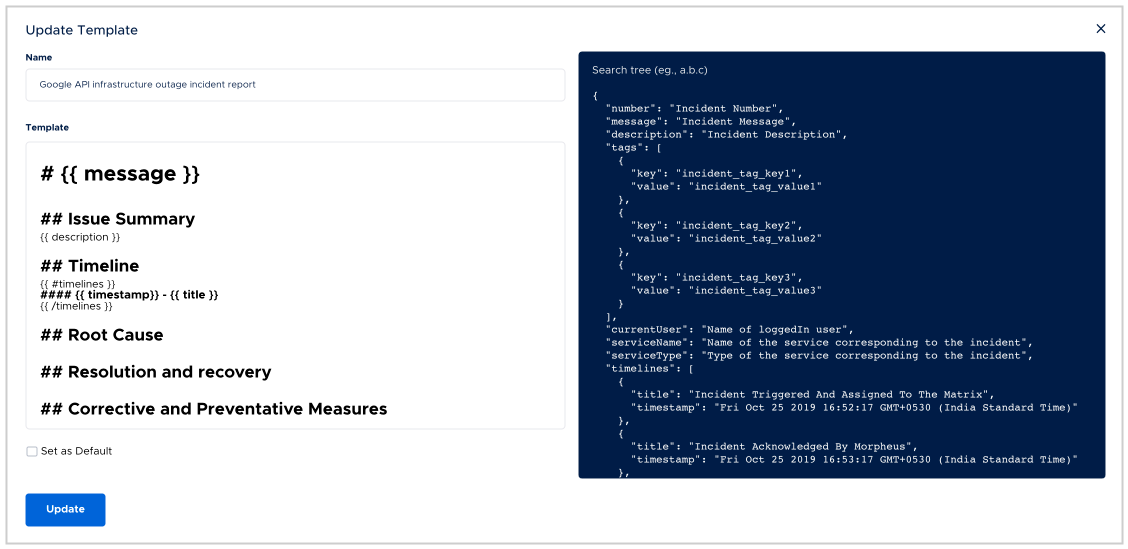 Update Template
Name
Google API infrastructure outage incident report
Template
# {{ message }}
## Issue Summary
{{ description }}
## Timeline
{{ #timelines }}
#### {{ timestamp}} - {{ title }}
{{ /timelines }}
## Root Cause
## Resolution and recovery
## Corrective and Preventative Measures
Set as Default
Update
Search tree (eg., a.b.c)
{
  "number": "Incident Number",
  "message": "Incident Message",
  "description": "Incident Description",
  "tags": [
    {
      "key": "incident_tag_key1",
      "value": "incident_tag_value1"
    },
    {
      "key": "incident_tag_key2",
      "value": "incident_tag_value2"
    },
    {
      "key": "incident_tag_key3",
      "value": "incident_tag_value3"
    }
  ],
  "currentUser": "Name of loggedIn user",
  "serviceName": "Name of the service corresponding to the incident",
  "serviceType": "Type of the service corresponding to the incident",
  "timelines": [
    {
      "title": "Incident Triggered And Assigned To The Matrix",
      "timestamp": "Fri Oct 25 2019 16:52:17 GMT+0530 (India Standard Time)"
    },
    {
      "title": "Incident Acknowledged By Morpheus",
      "timestamp": "Fri Oct 25 2019 16:53:17 GMT+0530 (India Standard Time)"
    },